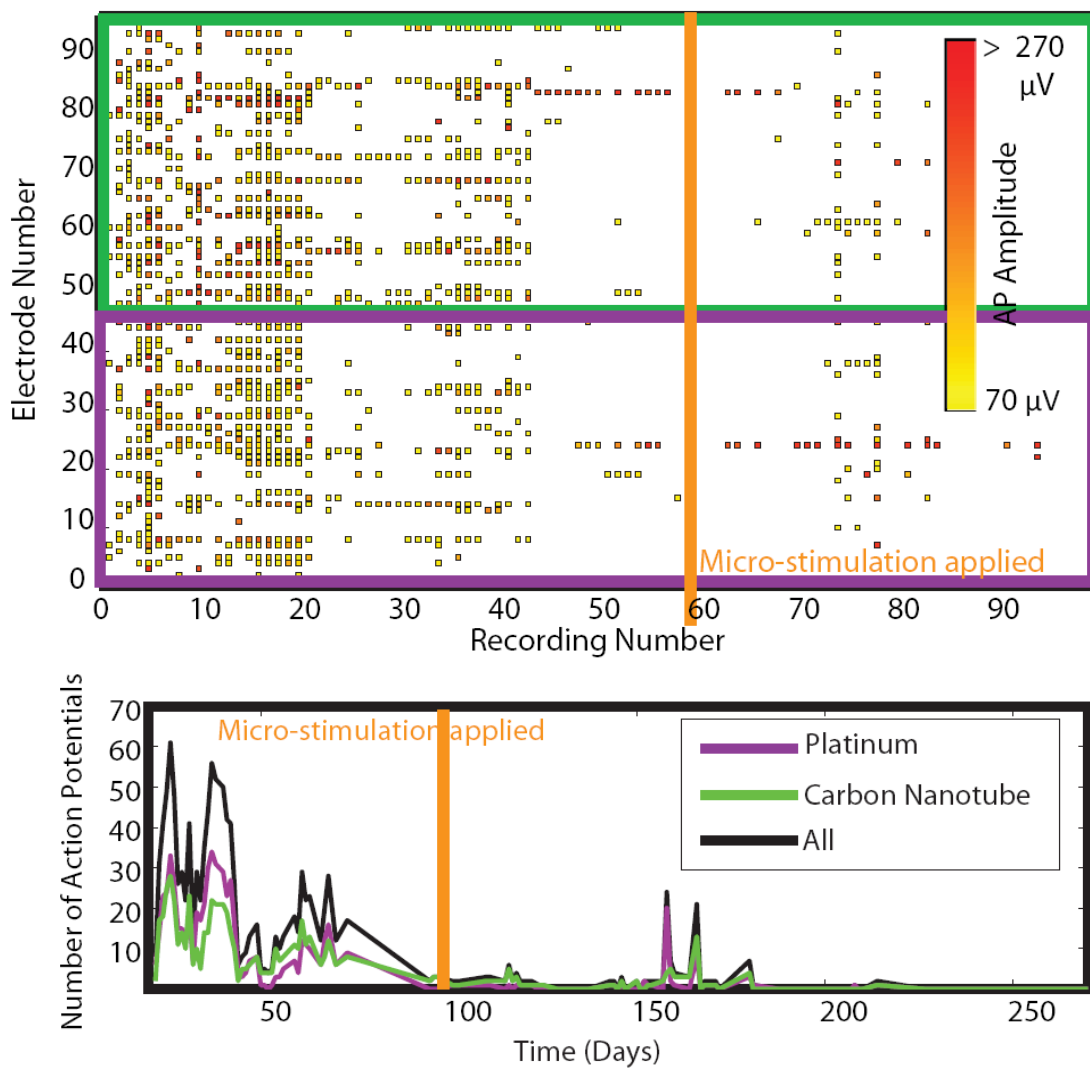 Electrode Number
90
80
70
60
50
40
30
20
10
0
> 270
µV
AP Amplitude
70 µV
Micro-stimulation applied
0 10 20 30 40 50 60 70 80 90
Recording Number
Number of Action Potentials
70
60
50
40
30
20
10
Micro-stimulation applied
Platinum
Carbon Nanotube
All
50 100 150 200 250
Time (Days)